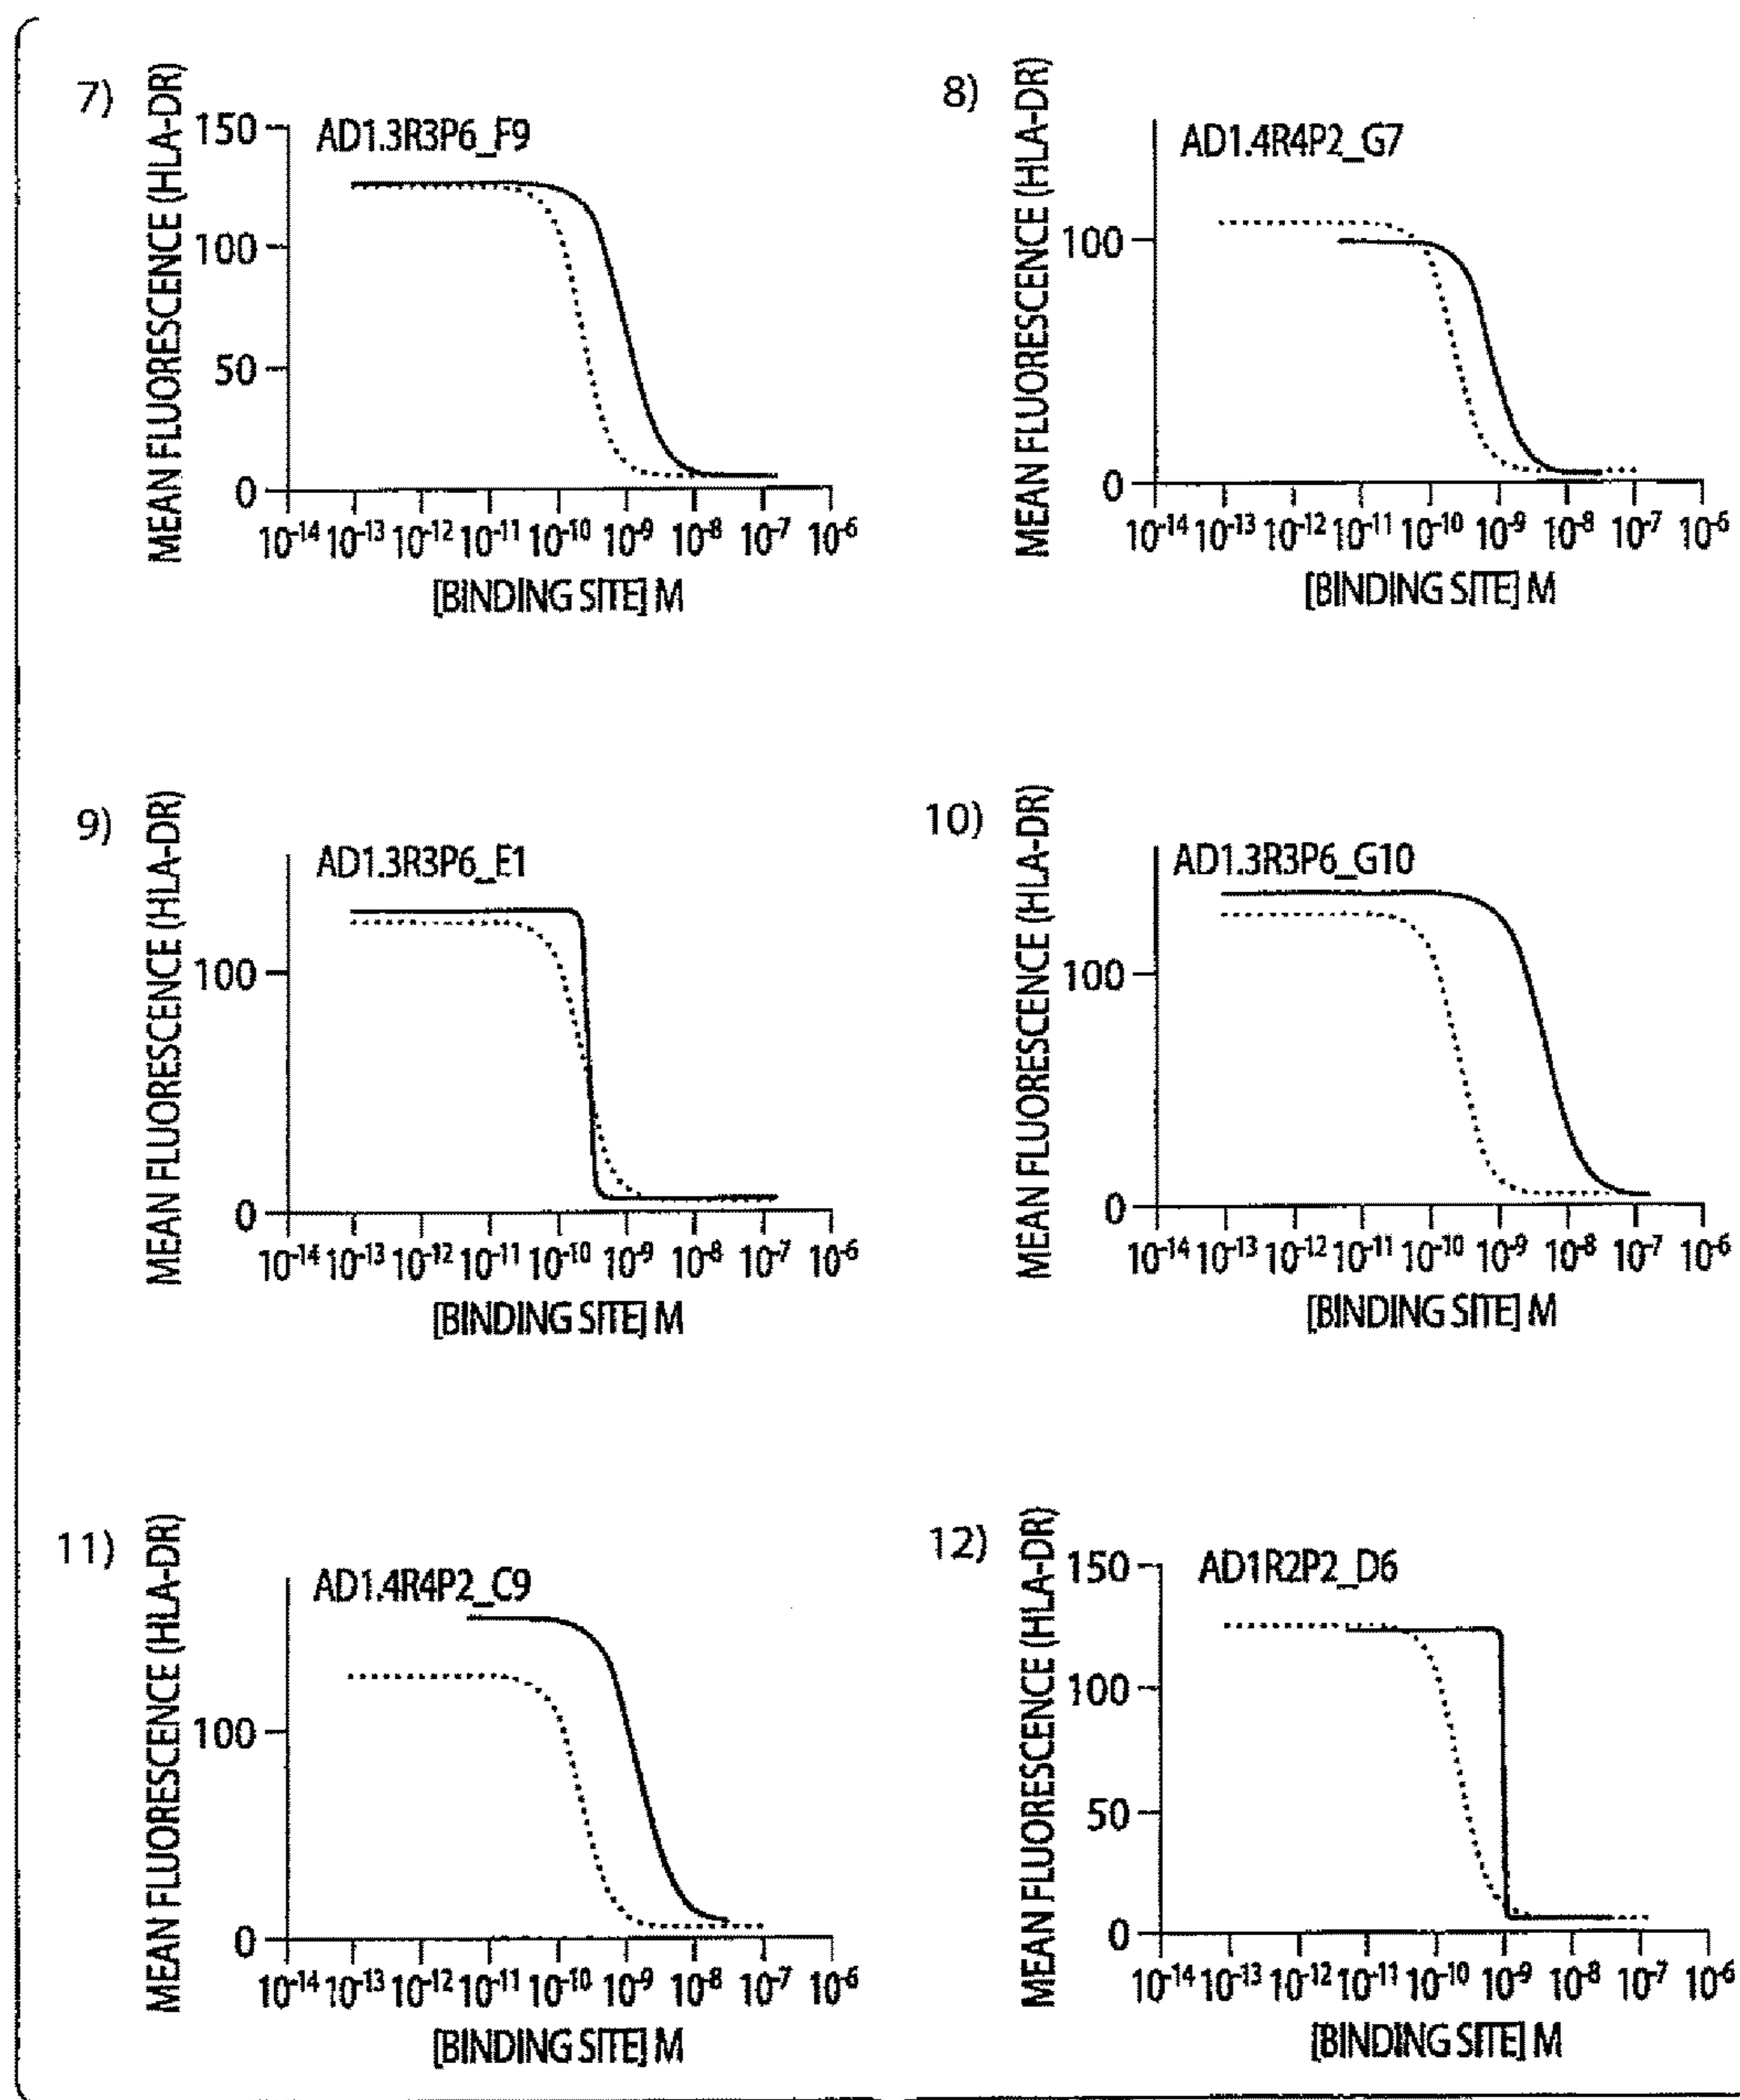 7)
MEAN FLUORESCENCE (HLA-DR)
AD1.3R3P6_F9
150
100
50
0
10-14 10-13 10-12 10-11 10-10 10-9 10-8 10-7 10-6
[BINDING SITE] M
8)
MEAN FLUORESCENCE (HLA-DR)
AD1.4R4P2_G7
100
0
10-14 10-13 10-12 10-11 10-10 10-9 10-8 10-7 10-6
[BINDING SITE] M
9)
MEAN FLUORESCENCE (HLA-DR)
AD1.3R3P6_E1
100
0
10-14 10-13 10-12 10-11 10-10 10-9 10-8 10-7 10-6
[BINDING SITE] M
10)
MEAN FLUORESCENCE (HLA-DR)
AD1.3R3P6_G10
100
0
10-14 10-13 10-12 10-11 10-10 10-9 10-8 10-7 10-6
[BINDING SITE] M
11)
MEAN FLUORESCENCE (HLA-DR)
AD1.4R4P2_C9
100
0
10-14 10-13 10-12 10-11 10-10 10-9 10-8 10-7 10-6
[BINDING SITE] M
12)
MEAN FLUORESCENCE (HLA-DR)
AD1R2P2_D6
150
100
50
0
10-14 10-13 10-12 10-11 10-10 10-9 10-8 10-7 10-6
[BINDING SITE] M